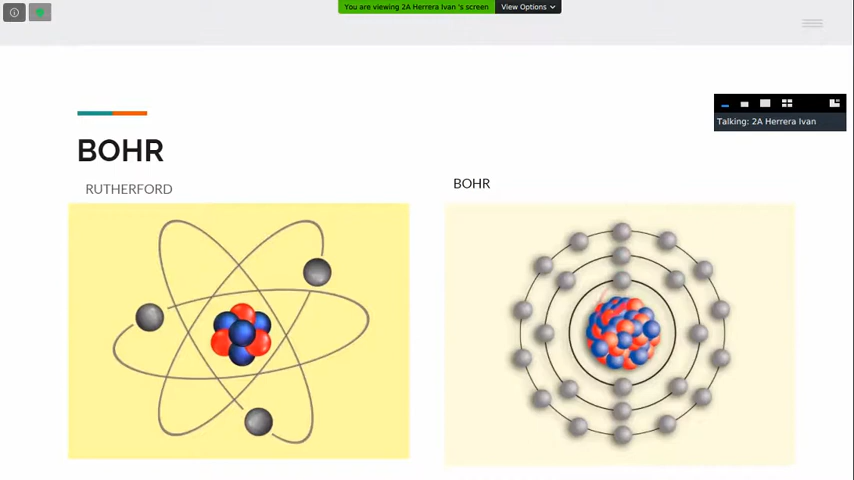 You are viewing 2A Herrera Ivan 's screen
View Options
Talking: 2A Herrera Ivan
BOHR
RUTHERFORD
BOHR